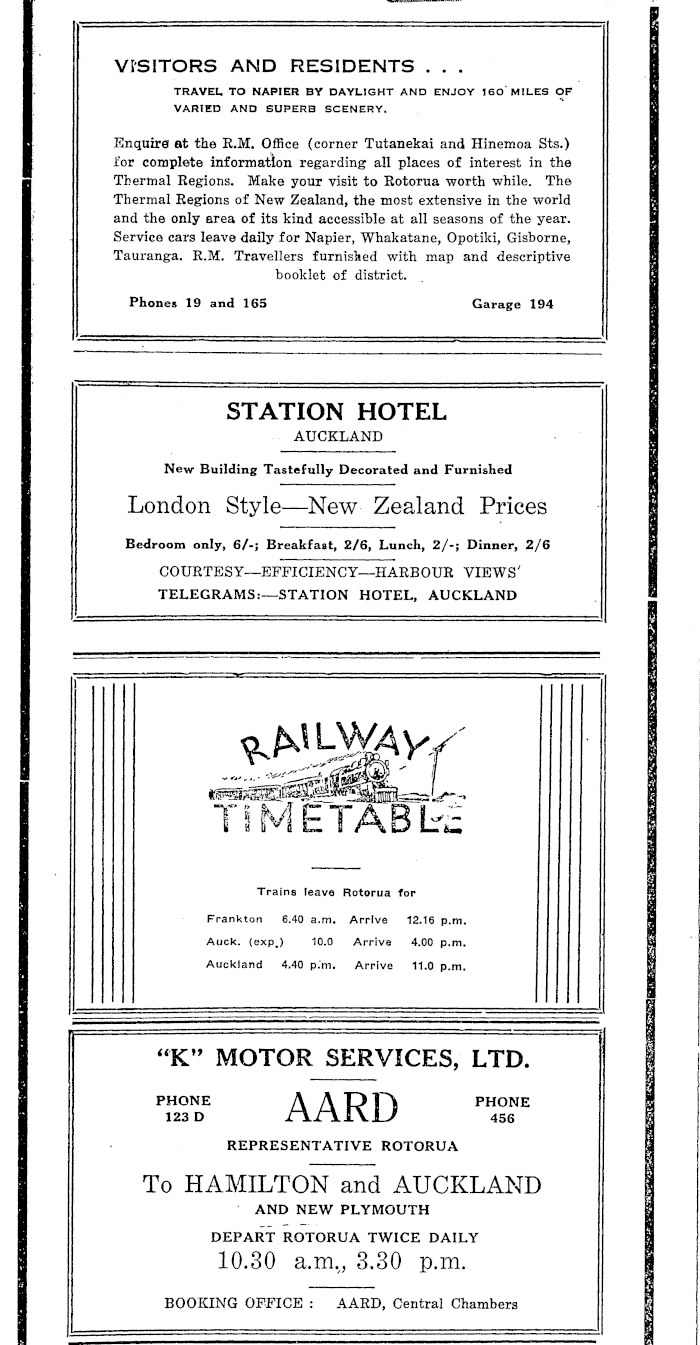 VISITORS AND RESIDENTS . . .
TRAVEL TO NAPIER BY DAYLIGHT AND ENJOY 160 MILES OF
VARIED AND SUPERB SCENERY.
Enquire at the R.M. Office (corner Tutanekai and Hinemoa Sts.)
for complete information regarding all places of interest in the
Thermal Regions. Make your visit to Rotorua worth while. The
Thermal Regions of New Zealand, the most extensive in the world
and the only area of its kind accessible at all seasons of the year.
Service cars leave daily for Napier, Whakatane, Opotiki, Gisborne,
Tauranga. R.M. Travellers furnished with map and descriptive
booklet of district.
Phones 19 and 165 Garage 194
STATION HOTEL
AUCKLAND
New Building Tastefully Decorated and Furnished
London Style—New Zealand Prices
Bedroom only, 6/-; Breakfast, 2/6, Lunch, 2/-; Dinner, 2/6
COURTESY—EFFICIENCY—HARBOUR VIEWS
TELEGRAMS:—STATION HOTEL, AUCKLAND
RAILWAY
TIMETABLE
Trains leave Rotorua for
Frankton 6.40 a.m. Arrive 12.16 p.m.
Auck. (exp.) 10.0 Arrive 4.00 p.m.
Auckland 4.40 p.m. Arrive 11.0 p.m.
"K" MOTOR SERVICES, LTD.
PHONE 123 D AARD PHONE 456
REPRESENTATIVE ROTORUA
To HAMILTON and AUCKLAND
AND NEW PLYMOUTH
DEPART ROTORUA TWICE DAILY
10.30 a.m., 3.30 p.m.
BOOKING OFFICE : AARD, Central Chambers